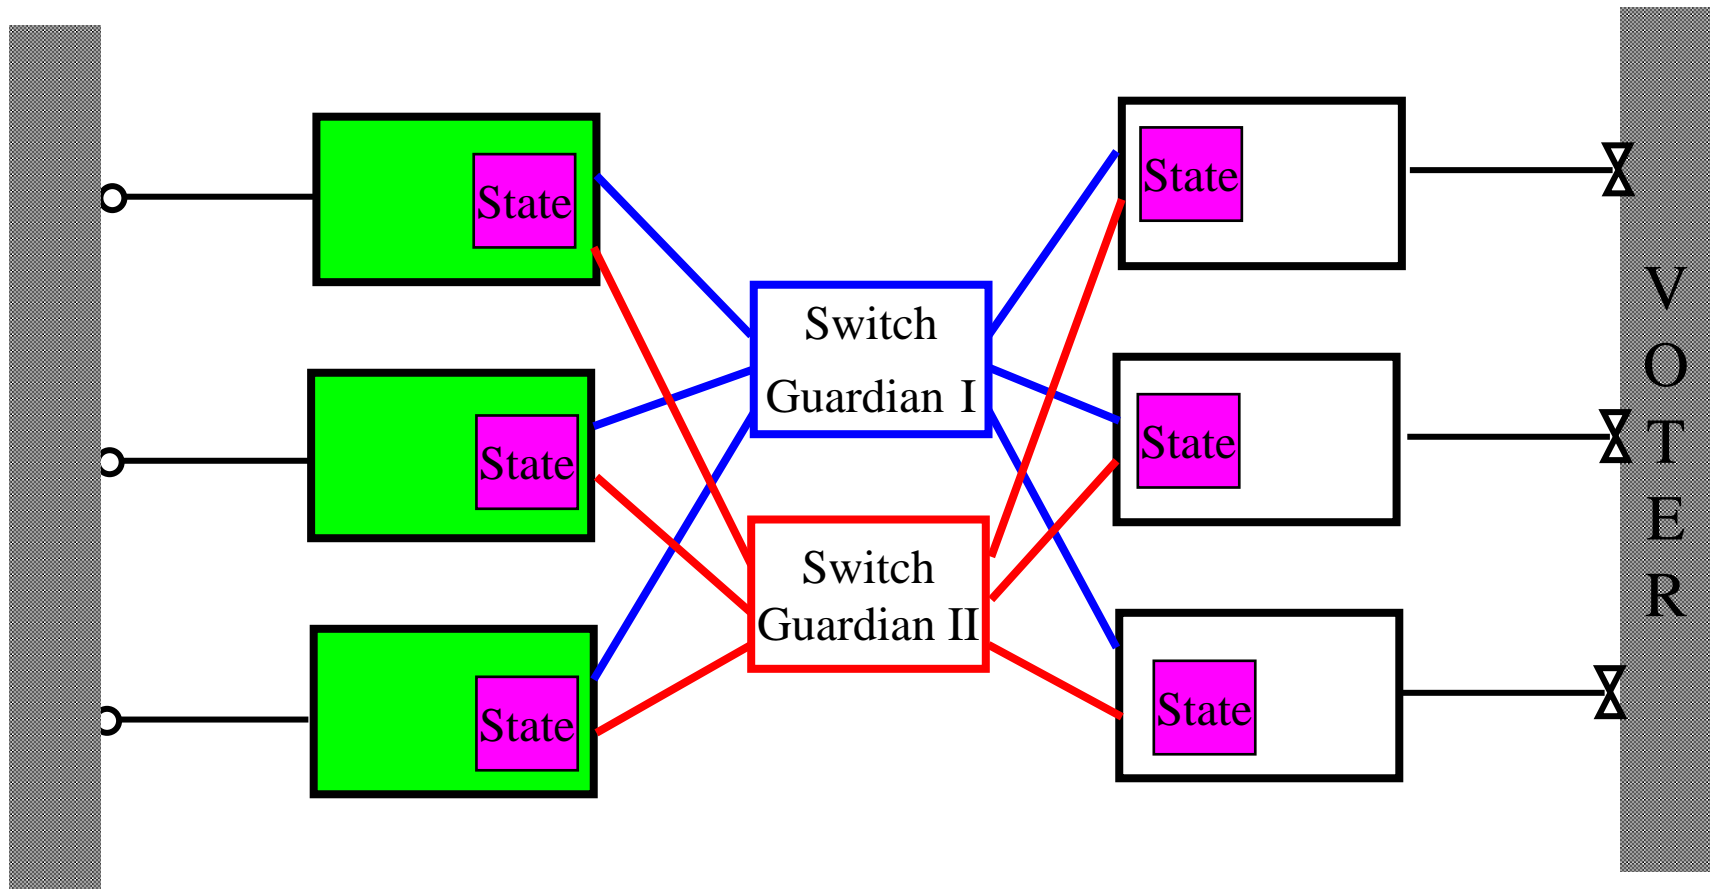 State
State
State
Switch
Guardian I
Switch
Guardian II
State
State
State
V
O
T
E
R